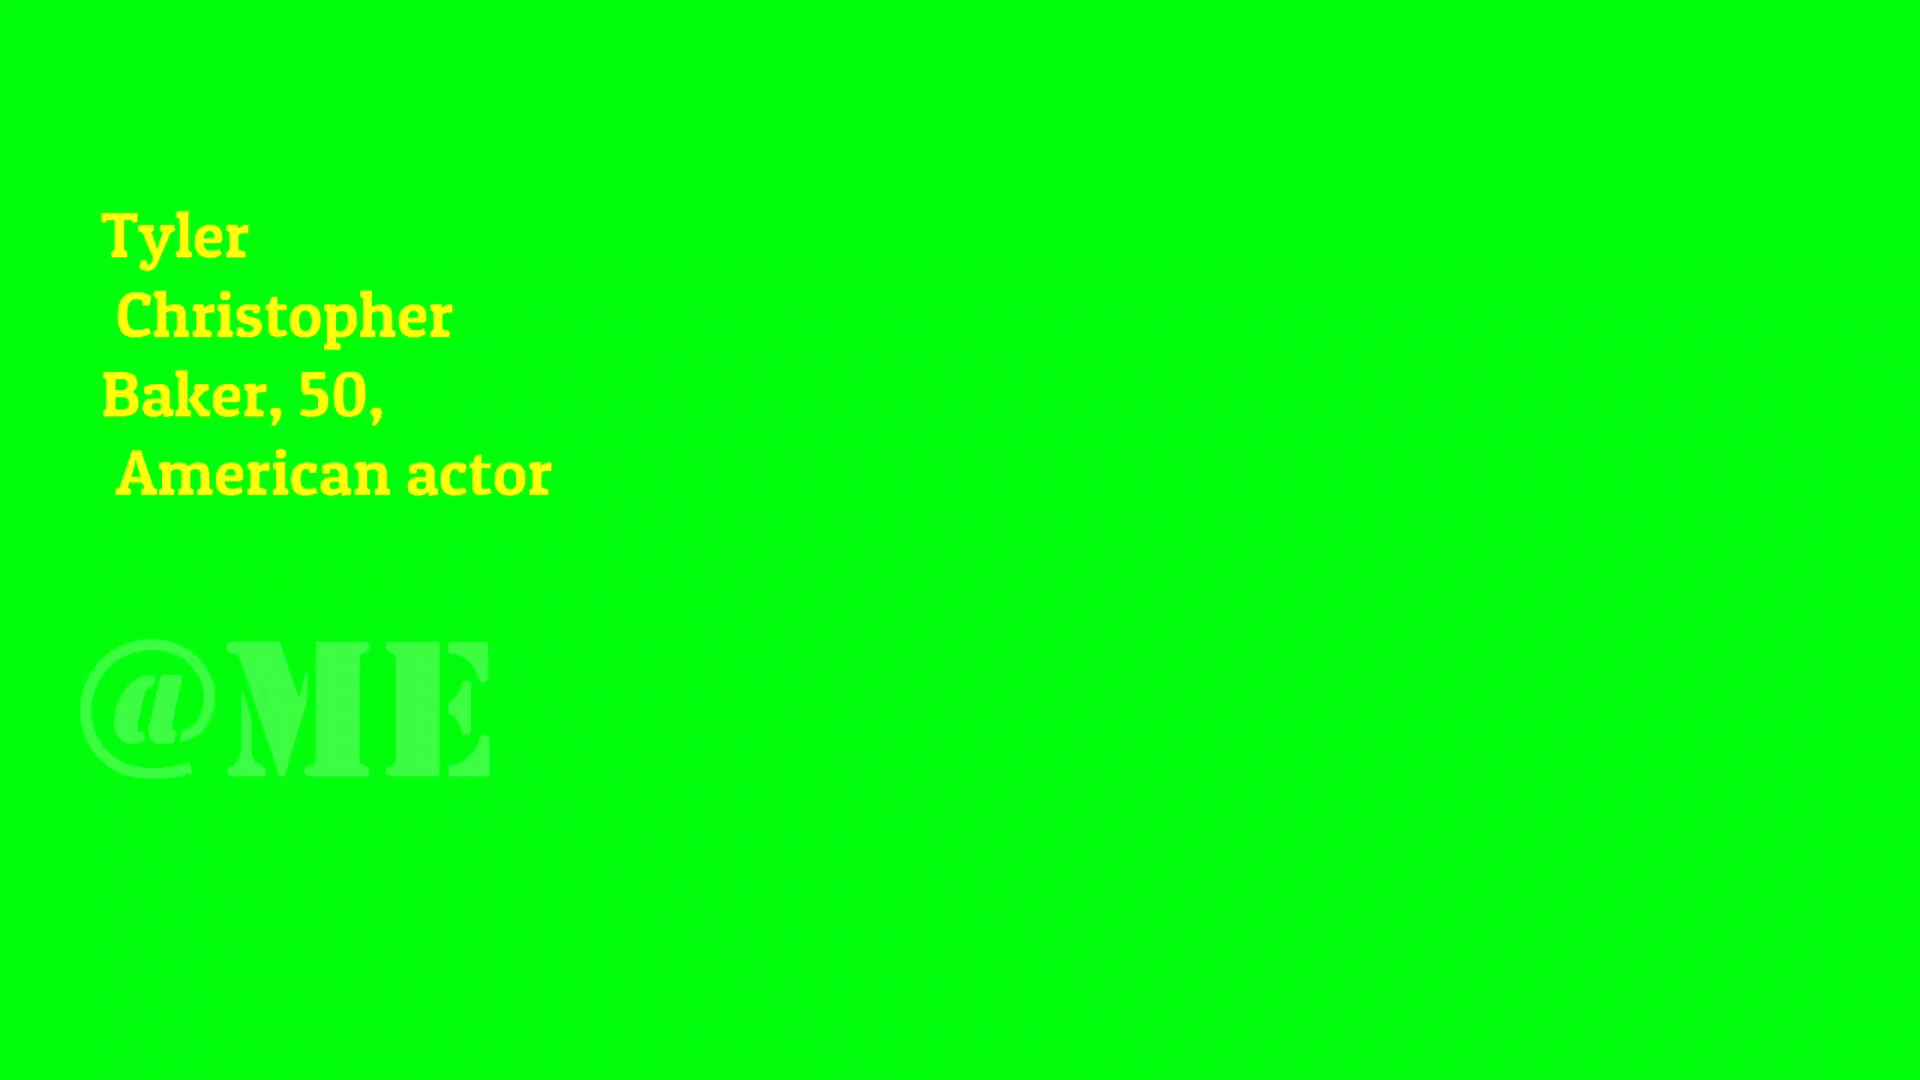 Tyler
Christopher
Baker, 50,
American actor
@ME